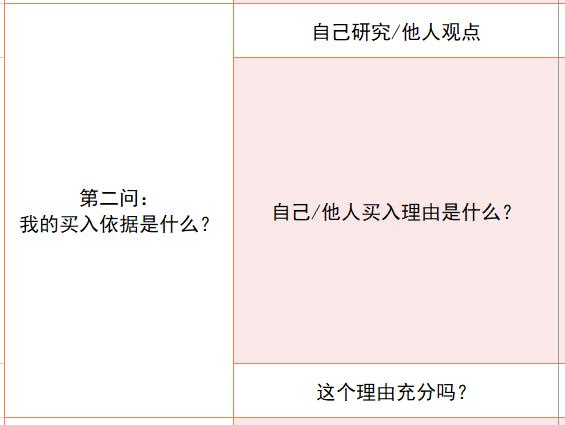 自己研究/他人观点
第二问：
我的买入依据是什么？
自己/他人买入理由是什么？
这个理由充分吗？